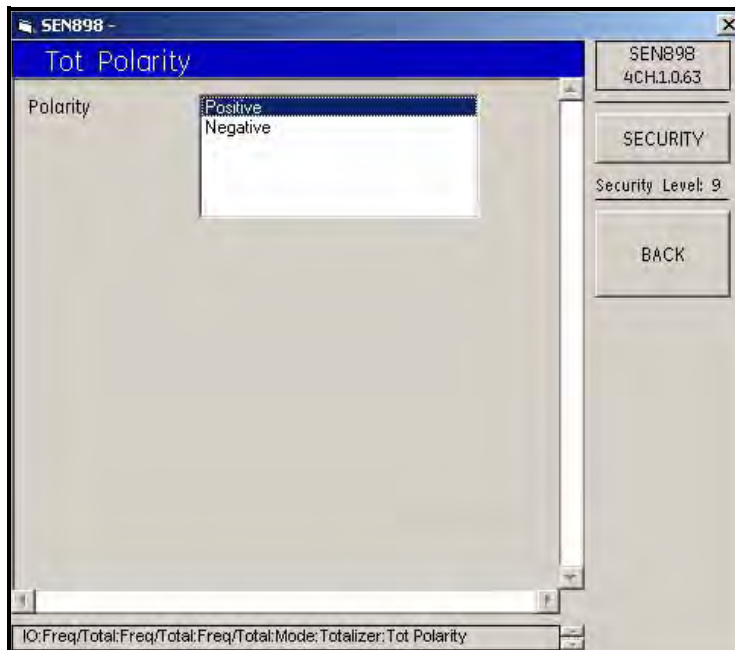 SEN898 -
Tot Polarity
Polarity
Positive
Negative
SEN898
4CH.1.0.63
SECURITY
Security Level: 9
BACK
IO:Freq/Total:Freq/Total:Freq/Total:Mode:Totalizer:Tot Polarity